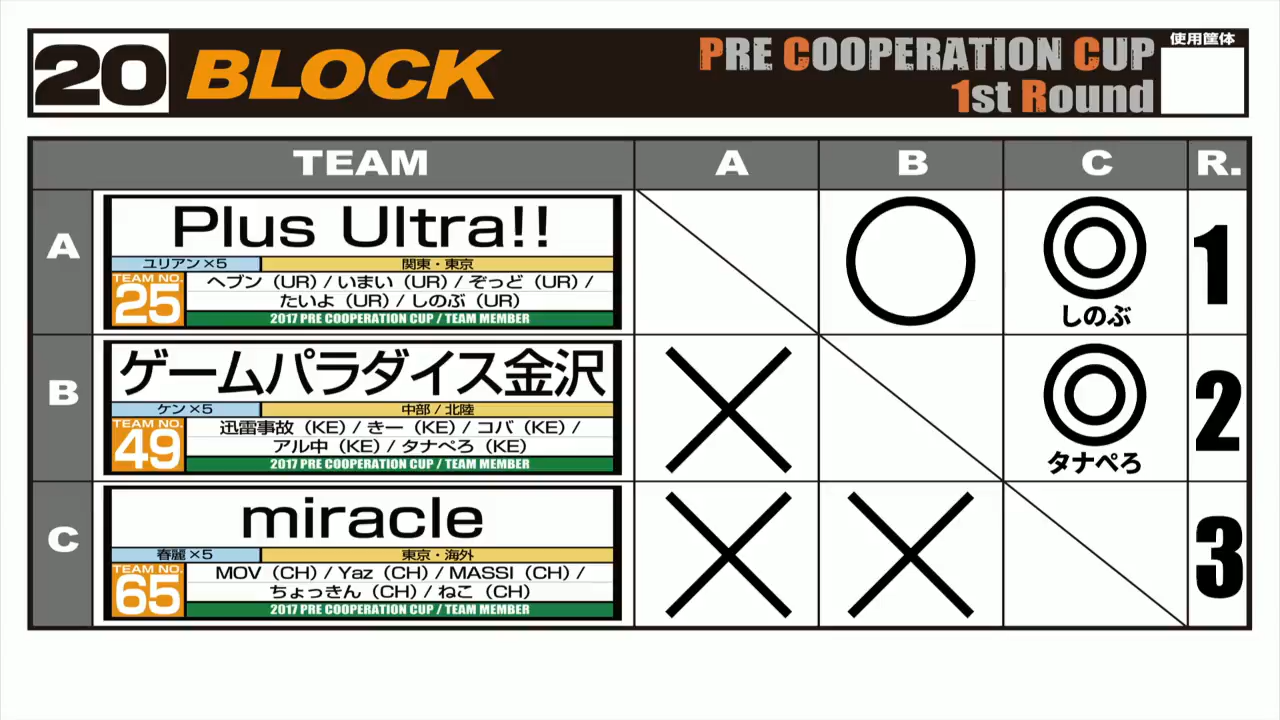 20 BLOCK
PRE COOPERATION CUP
1st Round
使用筐体
TEAM A B C R.
A
Plus Ultra!!
ユリアン×5 関東・東京
TEAM NO. 25
ヘブン（UR）/ いまい（UR）/ ぞっど（UR）/
たいよ（UR）/ しのぶ（UR）
2017 PRE COOPERATION CUP / TEAM MEMBER
○ ◎
しのぶ
1
B
ゲームパラダイス金沢
ケン×5 中部 / 北陸
TEAM NO. 49
迅雷事故（KE）/ きー（KE）/ コバ（KE）/
アル中（KE）/ タナぺろ（KE）
2017 PRE COOPERATION CUP / TEAM MEMBER
× ◎
タナぺろ
2
C
miracle
春麗×5 東京・海外
TEAM NO. 65
MOV（CH）/ Yaz（CH）/ MASSI（CH）/
ちょっきん（CH）/ ねこ（CH）
2017 PRE COOPERATION CUP / TEAM MEMBER
× ×
3